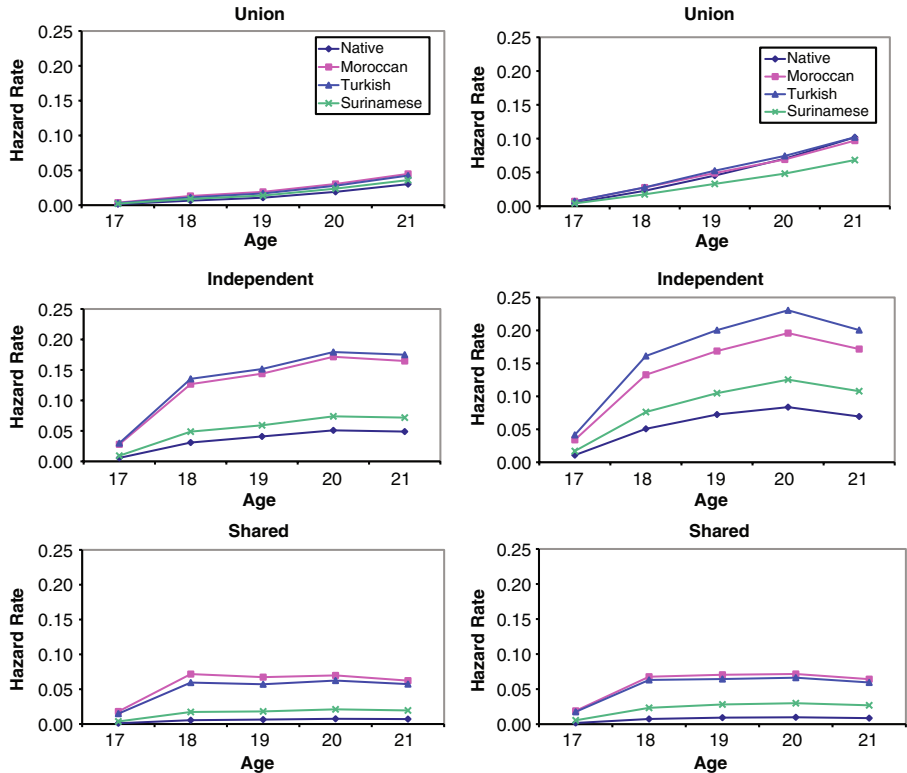 Union
Hazard Rate
0.25
0.20
0.15
0.10
0.05
0.00
Native
Moroccan
Turkish
Surinamese
17 18 19 20 21
Age
Union
Hazard Rate
0.25
0.20
0.15
0.10
0.05
0.00
Native
Moroccan
Turkish
Surinamese
17 18 19 20 21
Age
Independent
Hazard Rate
0.25
0.20
0.15
0.10
0.05
0.00
17 18 19 20 21
Age
Independent
Hazard Rate
0.25
0.20
0.15
0.10
0.05
0.00
17 18 19 20 21
Age
Shared
Hazard Rate
0.25
0.20
0.15
0.10
0.05
0.00
17 18 19 20 21
Age
Shared
Hazard Rate
0.25
0.20
0.15
0.10
0.05
0.00
17 18 19 20 21
Age